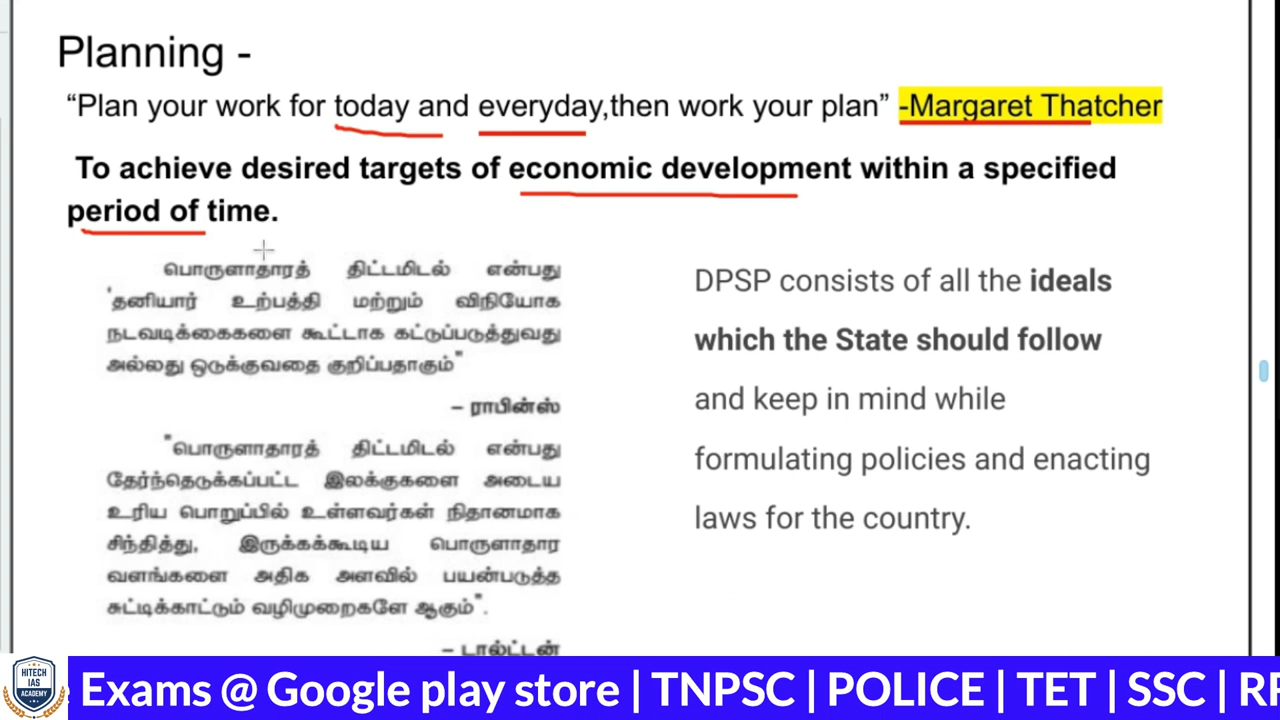 Planning -
“Plan your work for today and everyday,then work your plan” -Margaret Thatcher
To achieve desired targets of economic development within a specified
period of time.
பொருளாதாரத் திட்டமிடல் என்பது
'தனியார் உற்பத்தி மற்றும் விநியோக
நடவடிக்கைகளை கூட்டாக கட்டுப்படுத்துவது
அல்லது ஒடுக்குவதை குறிப்பதாகும்"
– ராபின்ஸ்
"பொருளாதாரத் திட்டமிடல் என்பது
தேர்ந்தெடுக்கப்பட்ட இலக்குகளை அடைய
உரிய பொறுப்பில் உள்ளவர்கள் நிதானமாக
சிந்தித்து, இருக்கக்கூடிய பொருளாதார
வளங்களை அதிக அளவில் பயன்படுத்த
சுட்டிக்காட்டும் வழிமுறைகளே ஆகும்".
– டால்ட்டன்
DPSP consists of all the ideals
which the State should follow
and keep in mind while
formulating policies and enacting
laws for the country.
HITECH
IAS
ACADEMY
Exams @ Google play store | TNPSC | POLICE | TET | SSC | RR